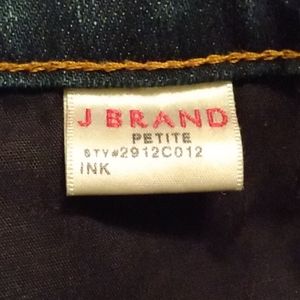 J BRAND
PETITE
STY#2912C012
INK